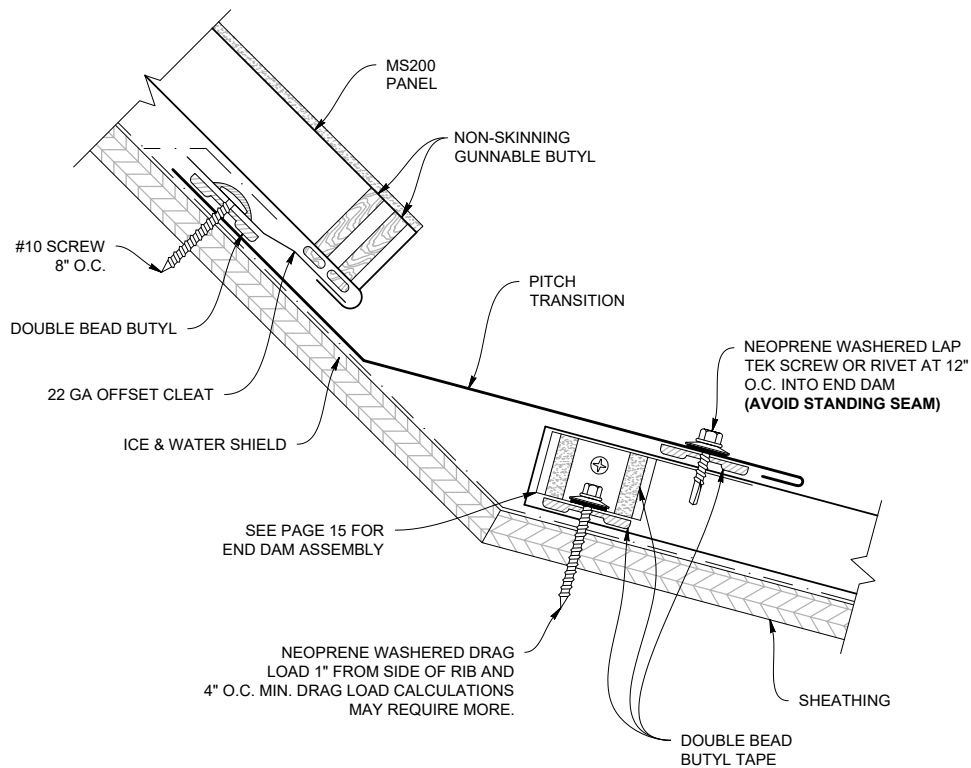 MS200
PANEL
NON-SKINNING
GUNNABLE BUTYL
#10 SCREW
8" O.C.
DOUBLE BEAD BUTYL
PITCH
TRANSITION
NEOPRENE WASHERED LAP
TEK SCREW OR RIVET AT 12"
O.C. INTO END DAM
(AVOID STANDING SEAM)
22 GA OFFSET CLEAT
ICE & WATER SHIELD
SEE PAGE 15 FOR
END DAM ASSEMBLY
NEOPRENE WASHERED DRAG
LOAD 1" FROM SIDE OF RIB AND
4" O.C. MIN. DRAG LOAD CALCULATIONS
MAY REQUIRE MORE.
SHEATHING
DOUBLE BEAD
BUTYL TAPE